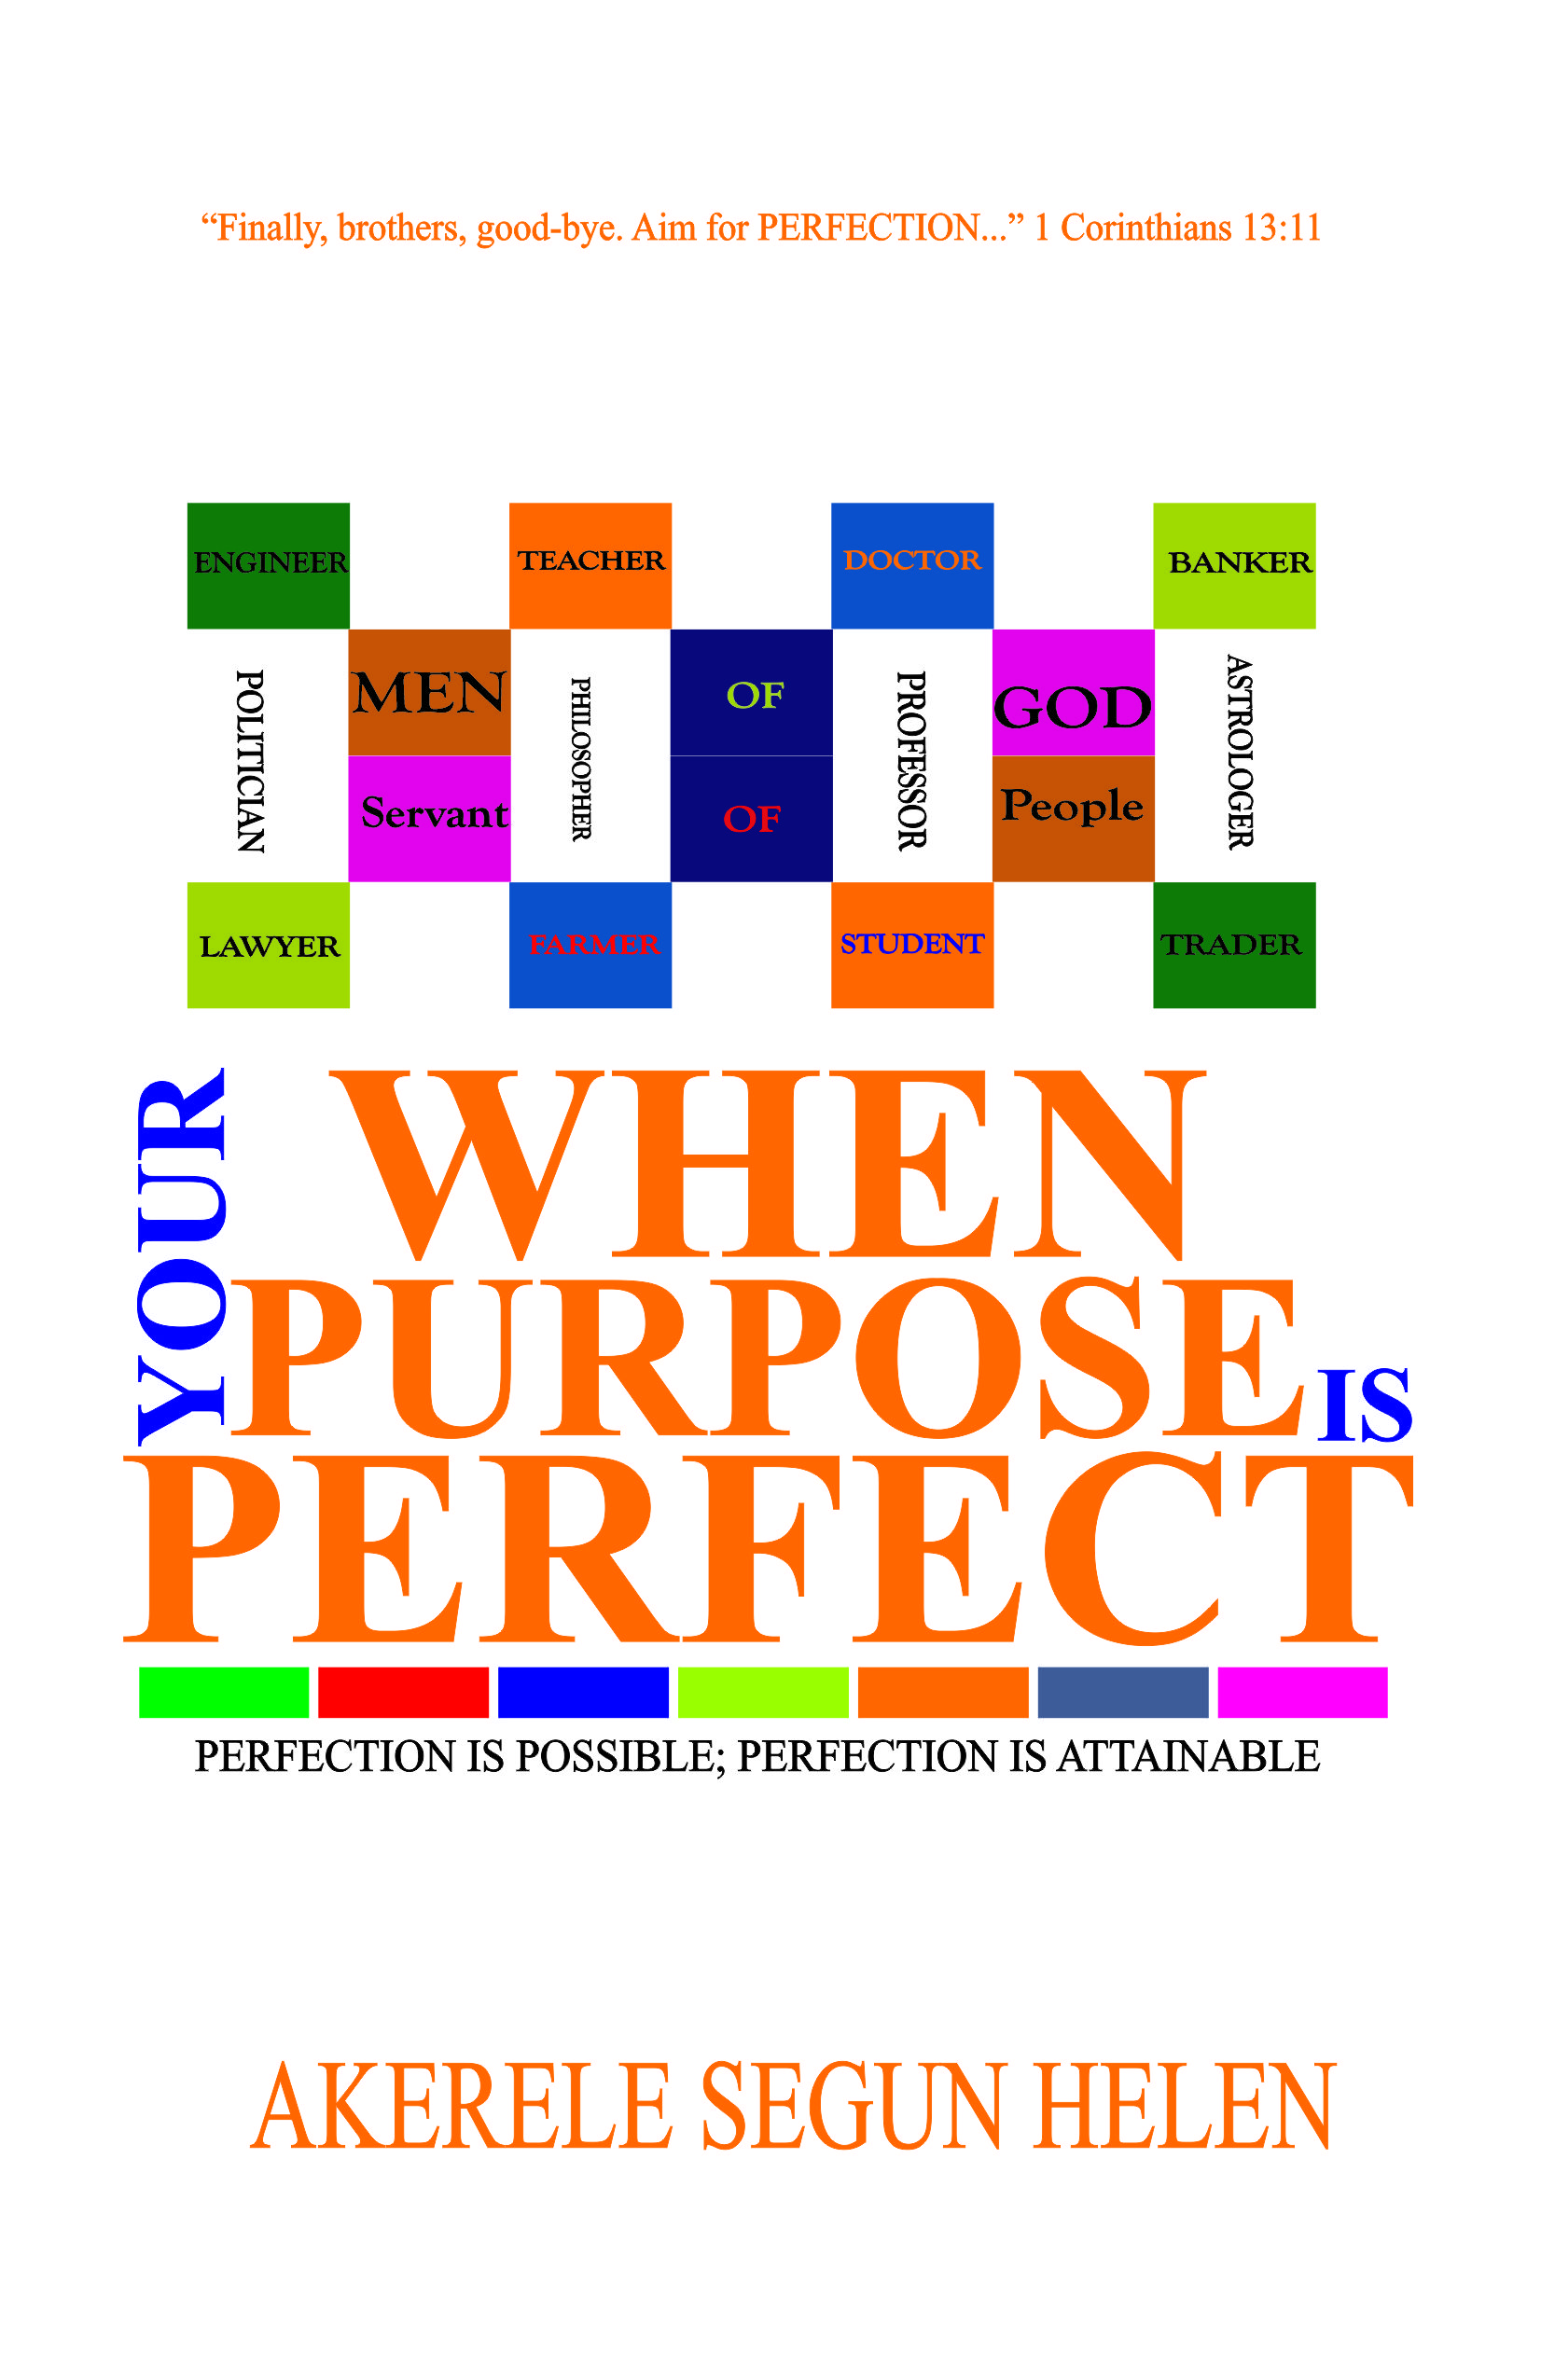 “Finally, brothers, good-bye. Aim for PERFECTION...” 1 Corinthians 13:11
ENGINEER TEACHER DOCTOR BANKER
MEN OF GOD
POLITICIAN PHILOSOPHER PROFESSOR ASTROLOGER
Servant OF People
LAWYER FARMER STUDENT TRADER
WHEN
YOUR
PURPOSE IS
PERFECT
PERFECTION IS POSSIBLE; PERFECTION IS ATTAINABLE
AKERELE SEGUN HELEN